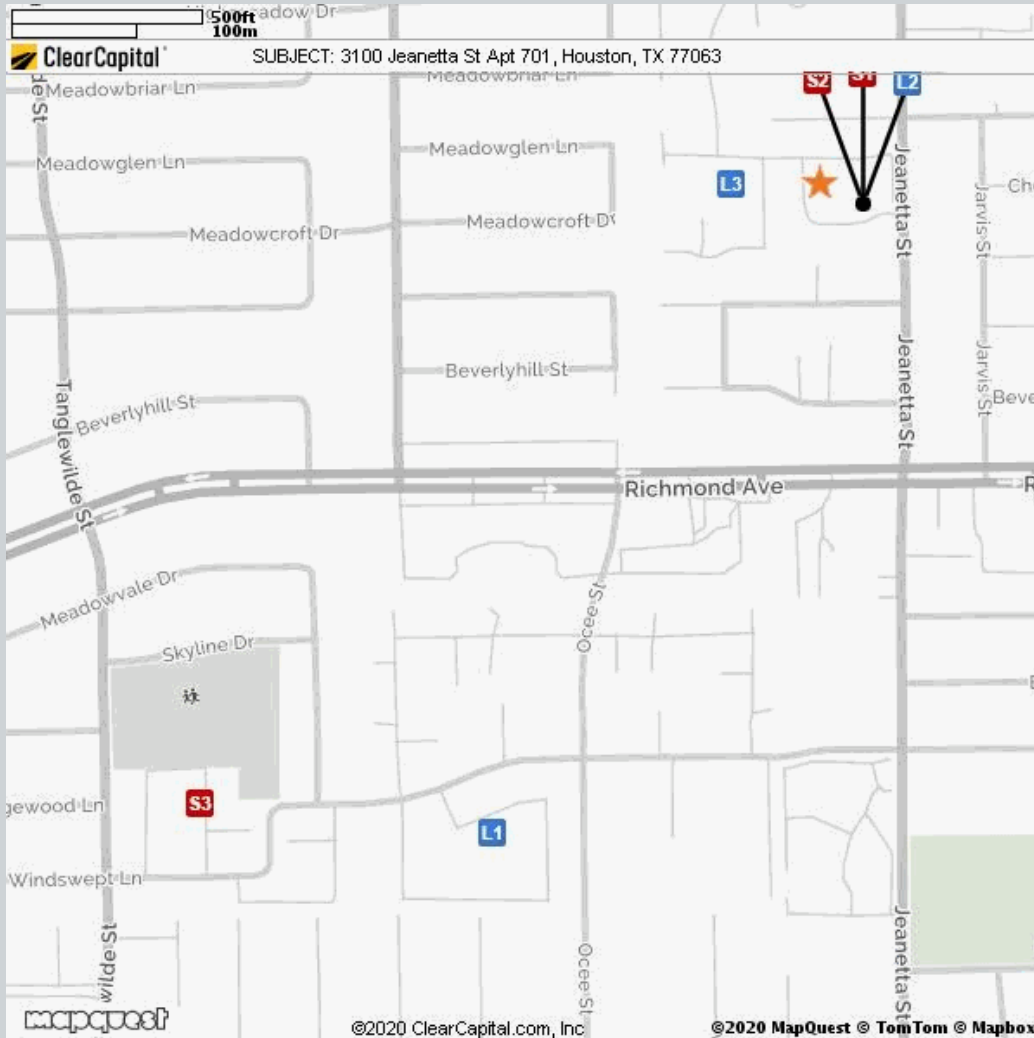 500ft
100m
ClearCapital
SUBJECT: 3100 Jeanetta St Apt 701, Houston, TX 77063
Meadowbriar Ln
Meadowbriar Ln
S2
S1
L2
Meadowglen Ln
Meadowglen Ln
L3
Jeanetta St
Jarvis St
Meadowcroft Dr
Meadowcroft Dr
Beverlyhill St
Jeanetta St
Jarvis St
Beverlyhill St
Tanglewilde St
Richmond Ave
Meadowvale Dr
Skyline Dr
Ocee St
S3
L1
Windswept Ln
Jeanetta St
Ocee St
wilde St
mapquest
©2020 ClearCapital.com, Inc
©2020 MapQuest © TomTom © Mapbox